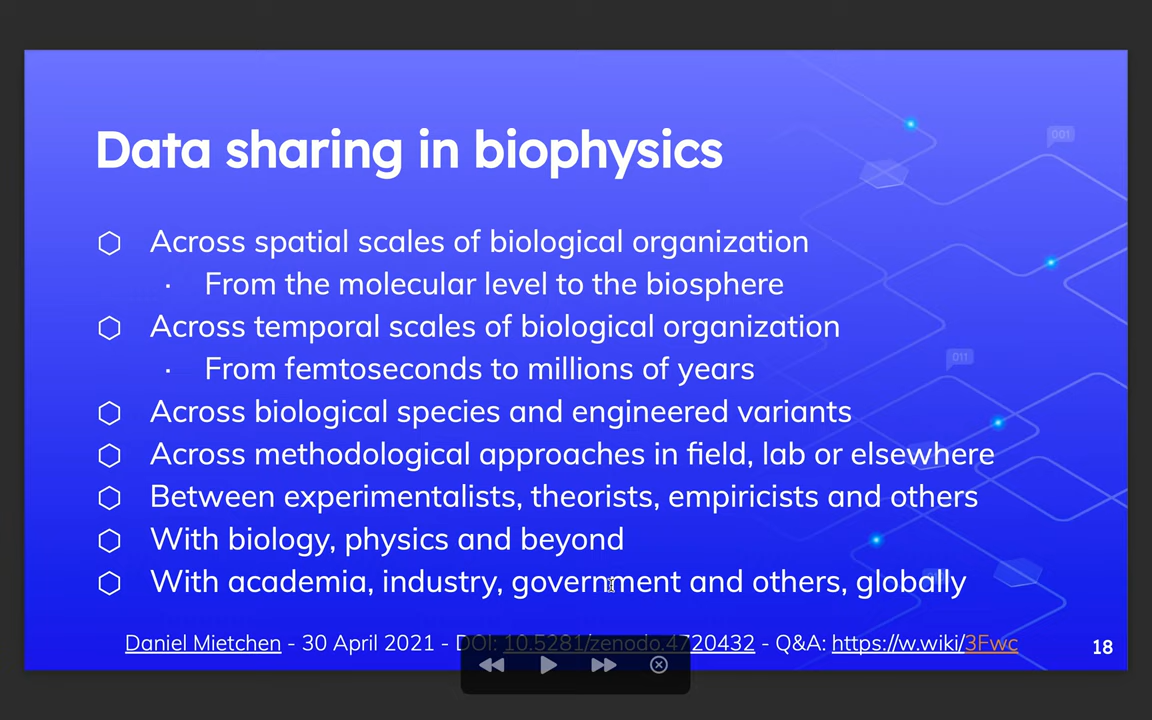 001
Data sharing in biophysics
Across spatial scales of biological organization
· From the molecular level to the biosphere
Across temporal scales of biological organization
· From femtoseconds to millions of years
011
Across biological species and engineered variants
Across methodological approaches in field, lab or elsewhere
Between experimentalists, theorists, empiricists and others
With biology, physics and beyond
With academia, industry, government and others, globally
Daniel Mietchen - 30 April 2021 - DOI: 10.5281/zenodo.4720432 - Q&A: https://w.wiki/3Fwc
18